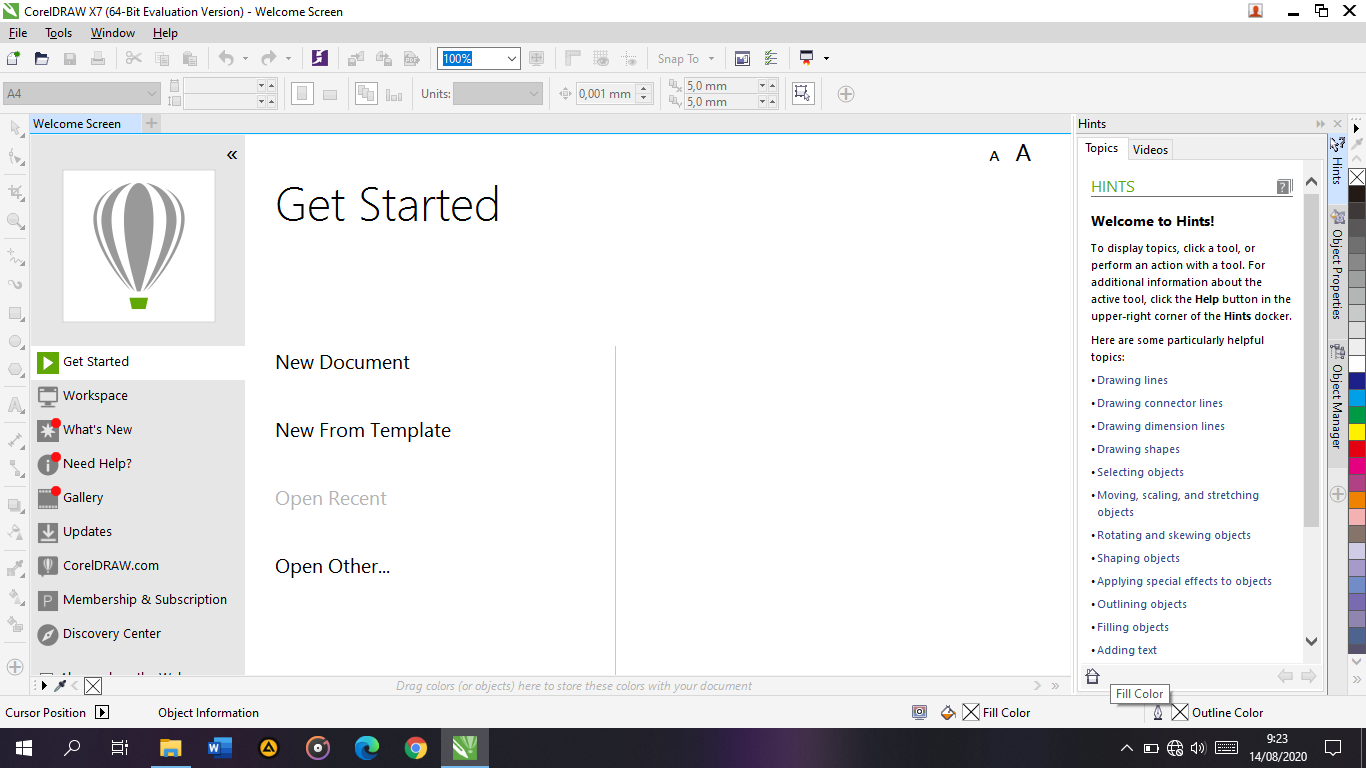 CorelDRAW X7 (64-Bit Evaluation Version) - Welcome Screen
File Tools Window Help
100%
Snap To
A4
Units:
0,001 mm
5,0 mm
5,0 mm
Welcome Screen
Hints
A A
Get Started
Get Started
Workspace
What's New
Need Help?
Gallery
Updates
CorelDRAW.com
Membership & Subscription
Discovery Center
New Document
New From Template
Open Recent
Open Other...
Topics Videos
HINTS
Welcome to Hints!
To display topics, click a tool, or
perform an action with a tool. For
additional information about the
active tool, click the Help button in the
upper-right corner of the Hints docker.
Here are some particularly helpful
topics:
• Drawing lines
• Drawing connector lines
• Drawing dimension lines
• Drawing shapes
• Selecting objects
• Moving, scaling, and stretching
objects
• Rotating and skewing objects
• Shaping objects
• Applying special effects to objects
• Outlining objects
• Filling objects
• Adding text
Hints
Object Properties
Object Manager
Drag colors (or objects) here to store these colors with your document
Fill Color
Cursor Position
Object Information
Fill Color
Outline Color
9:23
14/08/2020